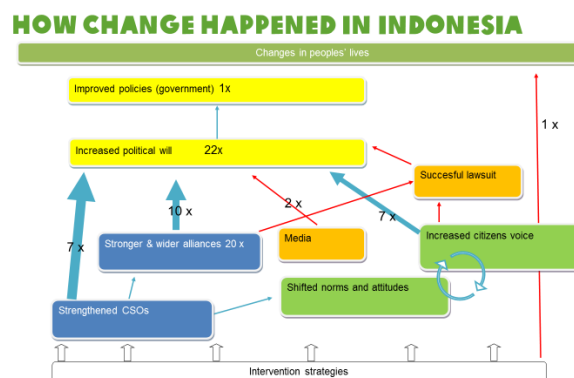 HOW CHANGE HAPPENED IN INDONESIA
Changes in peoples' lives
Improved policies (government) 1x
1 x
Increased political will 22x
Succesful lawsuit
2 x
10 x
7 x
7 x
Stronger & wider alliances 20 x
Media
Increased citizens voice
Shifted norms and attitudes
Strengthened CSOs
Intervention strategies